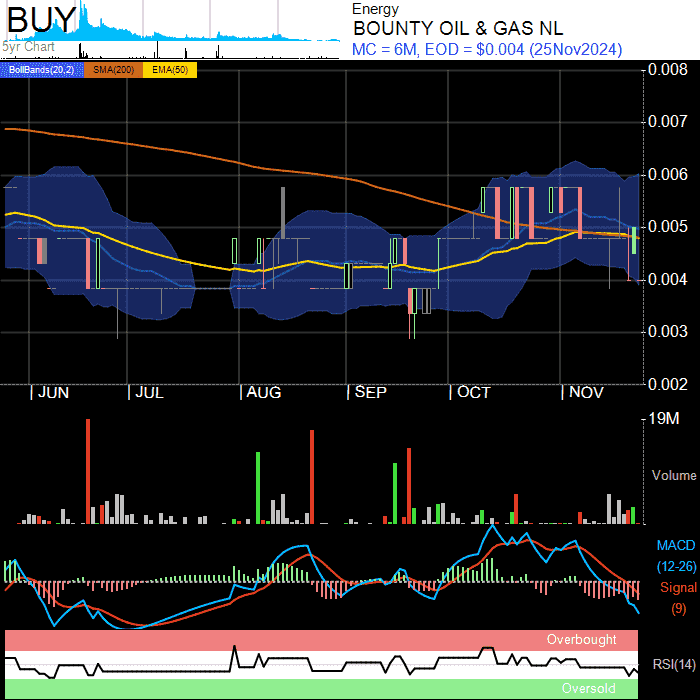 BUY
5yr Chart
Energy
BOUNTY OIL & GAS NL
MC = 6M, EOD = $0.004 (25Nov2024)
BollBands(20,2) SMA(200) EMA(50)
0.008
0.007
0.006
0.005
0.004
0.003
0.002
JUN JUL AUG SEP OCT NOV
19M
Volume
MACD
(12-26)
Signal
(9)
Overbought
RSI(14)
Oversold